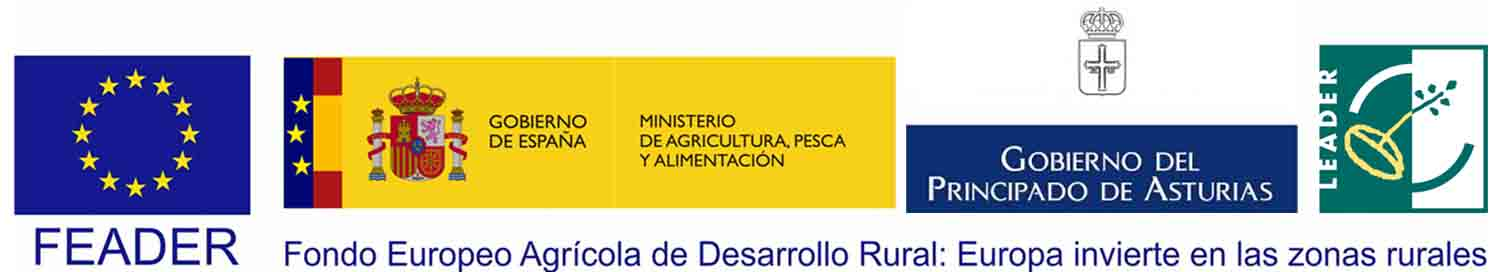 FEADER
GOBIERNO
DE ESPAÑA
MINISTERIO
DE AGRICULTURA, PESCA
Y ALIMENTACIÓN
GOBIERNO DEL
PRINCIPADO DE ASTURIAS
LEADER
Fondo Europeo Agrícola de Desarrollo Rural: Europa invierte en las zonas rurales